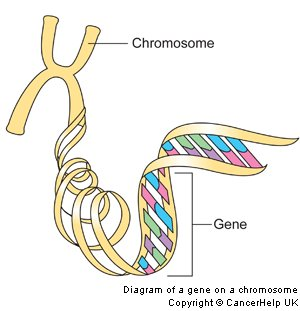 Chromosome
Gene
Diagram of a gene on a chromosome
Copyright © CancerHelp UK